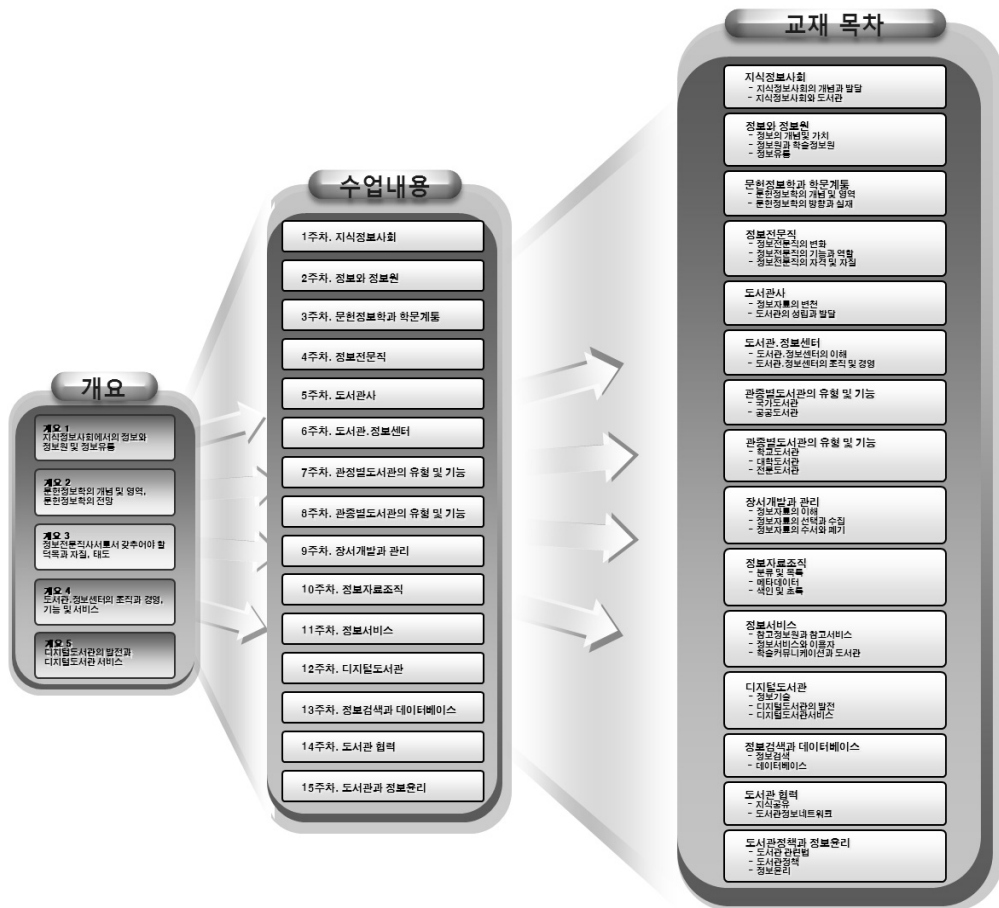 개요
개요 1
지식정보사회에서의 정보와
정보원 및 정보유통
개요 2
문헌정보학의 개념 및 영역,
문헌정보학의 전망
개요 3
정보전문직사서로서 갖추어야 할
덕목과 자질, 태도
개요 4
도서관.정보센터의 조직과 경영,
기능 및 서비스
개요 5
디지털도서관의 발전과
디지털도서관 서비스
수업내용
1주차. 지식정보사회
2주차. 정보와 정보원
3주차. 문헌정보학과 학문계통
4주차. 정보전문직
5주차. 도서관사
6주차. 도서관.정보센터
7주차. 관정별도서관의 유형 및 기능
8주차. 관종별도서관의 유형 및 기능
9주차. 장서개발과 관리
10주차. 정보자료조직
11주차. 정보서비스
12주차. 디지털도서관
13주차. 정보검색과 데이터베이스
14주차. 도서관 협력
15주차. 도서관과 정보윤리
교재 목차
지식정보사회
- 지식정보사회의 개념과 발달
- 지식정보사회와 도서관
정보와 정보원
- 정보의 개념및 가치
- 정보원과 학술정보원
- 정보유통
문헌정보학과 학문계통
- 문헌정보학의 개념 및 영역
- 문헌정보학의 방향과 실재
정보전문직
- 정보전문직의 변화
- 정보전문직의 기능과 역할
- 정보전문직의 자격 및 자질
도서관사
- 정보자료의 변천
- 도서관의 성립과 발달
도서관.정보센터
- 도서관.정보센터의 이해
- 도서관.정보센터의 조직 및 경영
관종별도서관의 유형 및 기능
- 국가도서관
- 공공도서관
관종별도서관의 유형 및 기능
- 학교도서관
- 대학도서관
- 전문도서관
장서개발과 관리
- 정보자료의 이해
- 정보자료의 선택과 수집
- 정보자료의 수서와 폐기
정보자료조직
- 분류 및 목록
- 메타데이터
- 색인 및 초록
정보서비스
- 참고정보원과 참고서비스
- 정보서비스와 이용자
- 학술커뮤니케이션과 도서관
디지털도서관
- 정보기술
- 디지털도서관의 발전
- 디지털도서관서비스
정보검색과 데이터베이스
- 정보검색
- 데이터베이스
도서관 협력
- 지식공유
- 도서관정보네트워크
도서관정책과 정보윤리
- 도서관 관련법
- 도서관정책
- 정보윤리